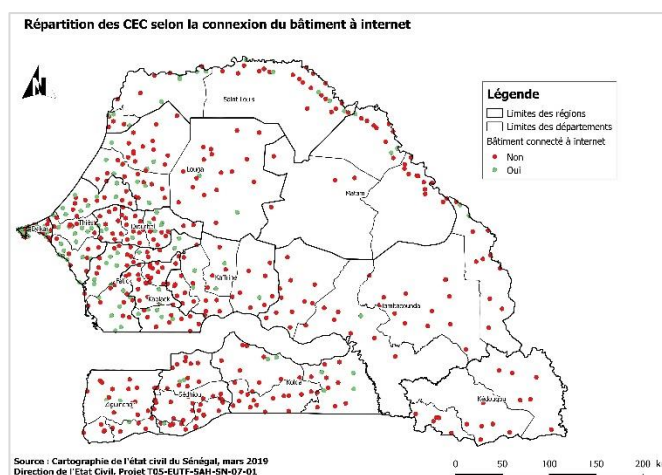 Répartition des CEC selon la connexion du bâtiment à internet
N
Saint Louis
Légende
Limites des régions
Limites des départements
Bâtiment connecté à internet
Non
Oui
Louga
Matam
Dakar
Thiès
Diourbel
Fatick
Kaolack
Kaffrine
Tambacounda
Ziguinchor
Sédhiou
Kolda
Kédougou
Source : Cartographie de l'état civil du Sénégal, mars 2019
Direction de l'Etat Civil. Projet T05-EUTF-SAH-SN-07-01
0 50 100 150 200 k